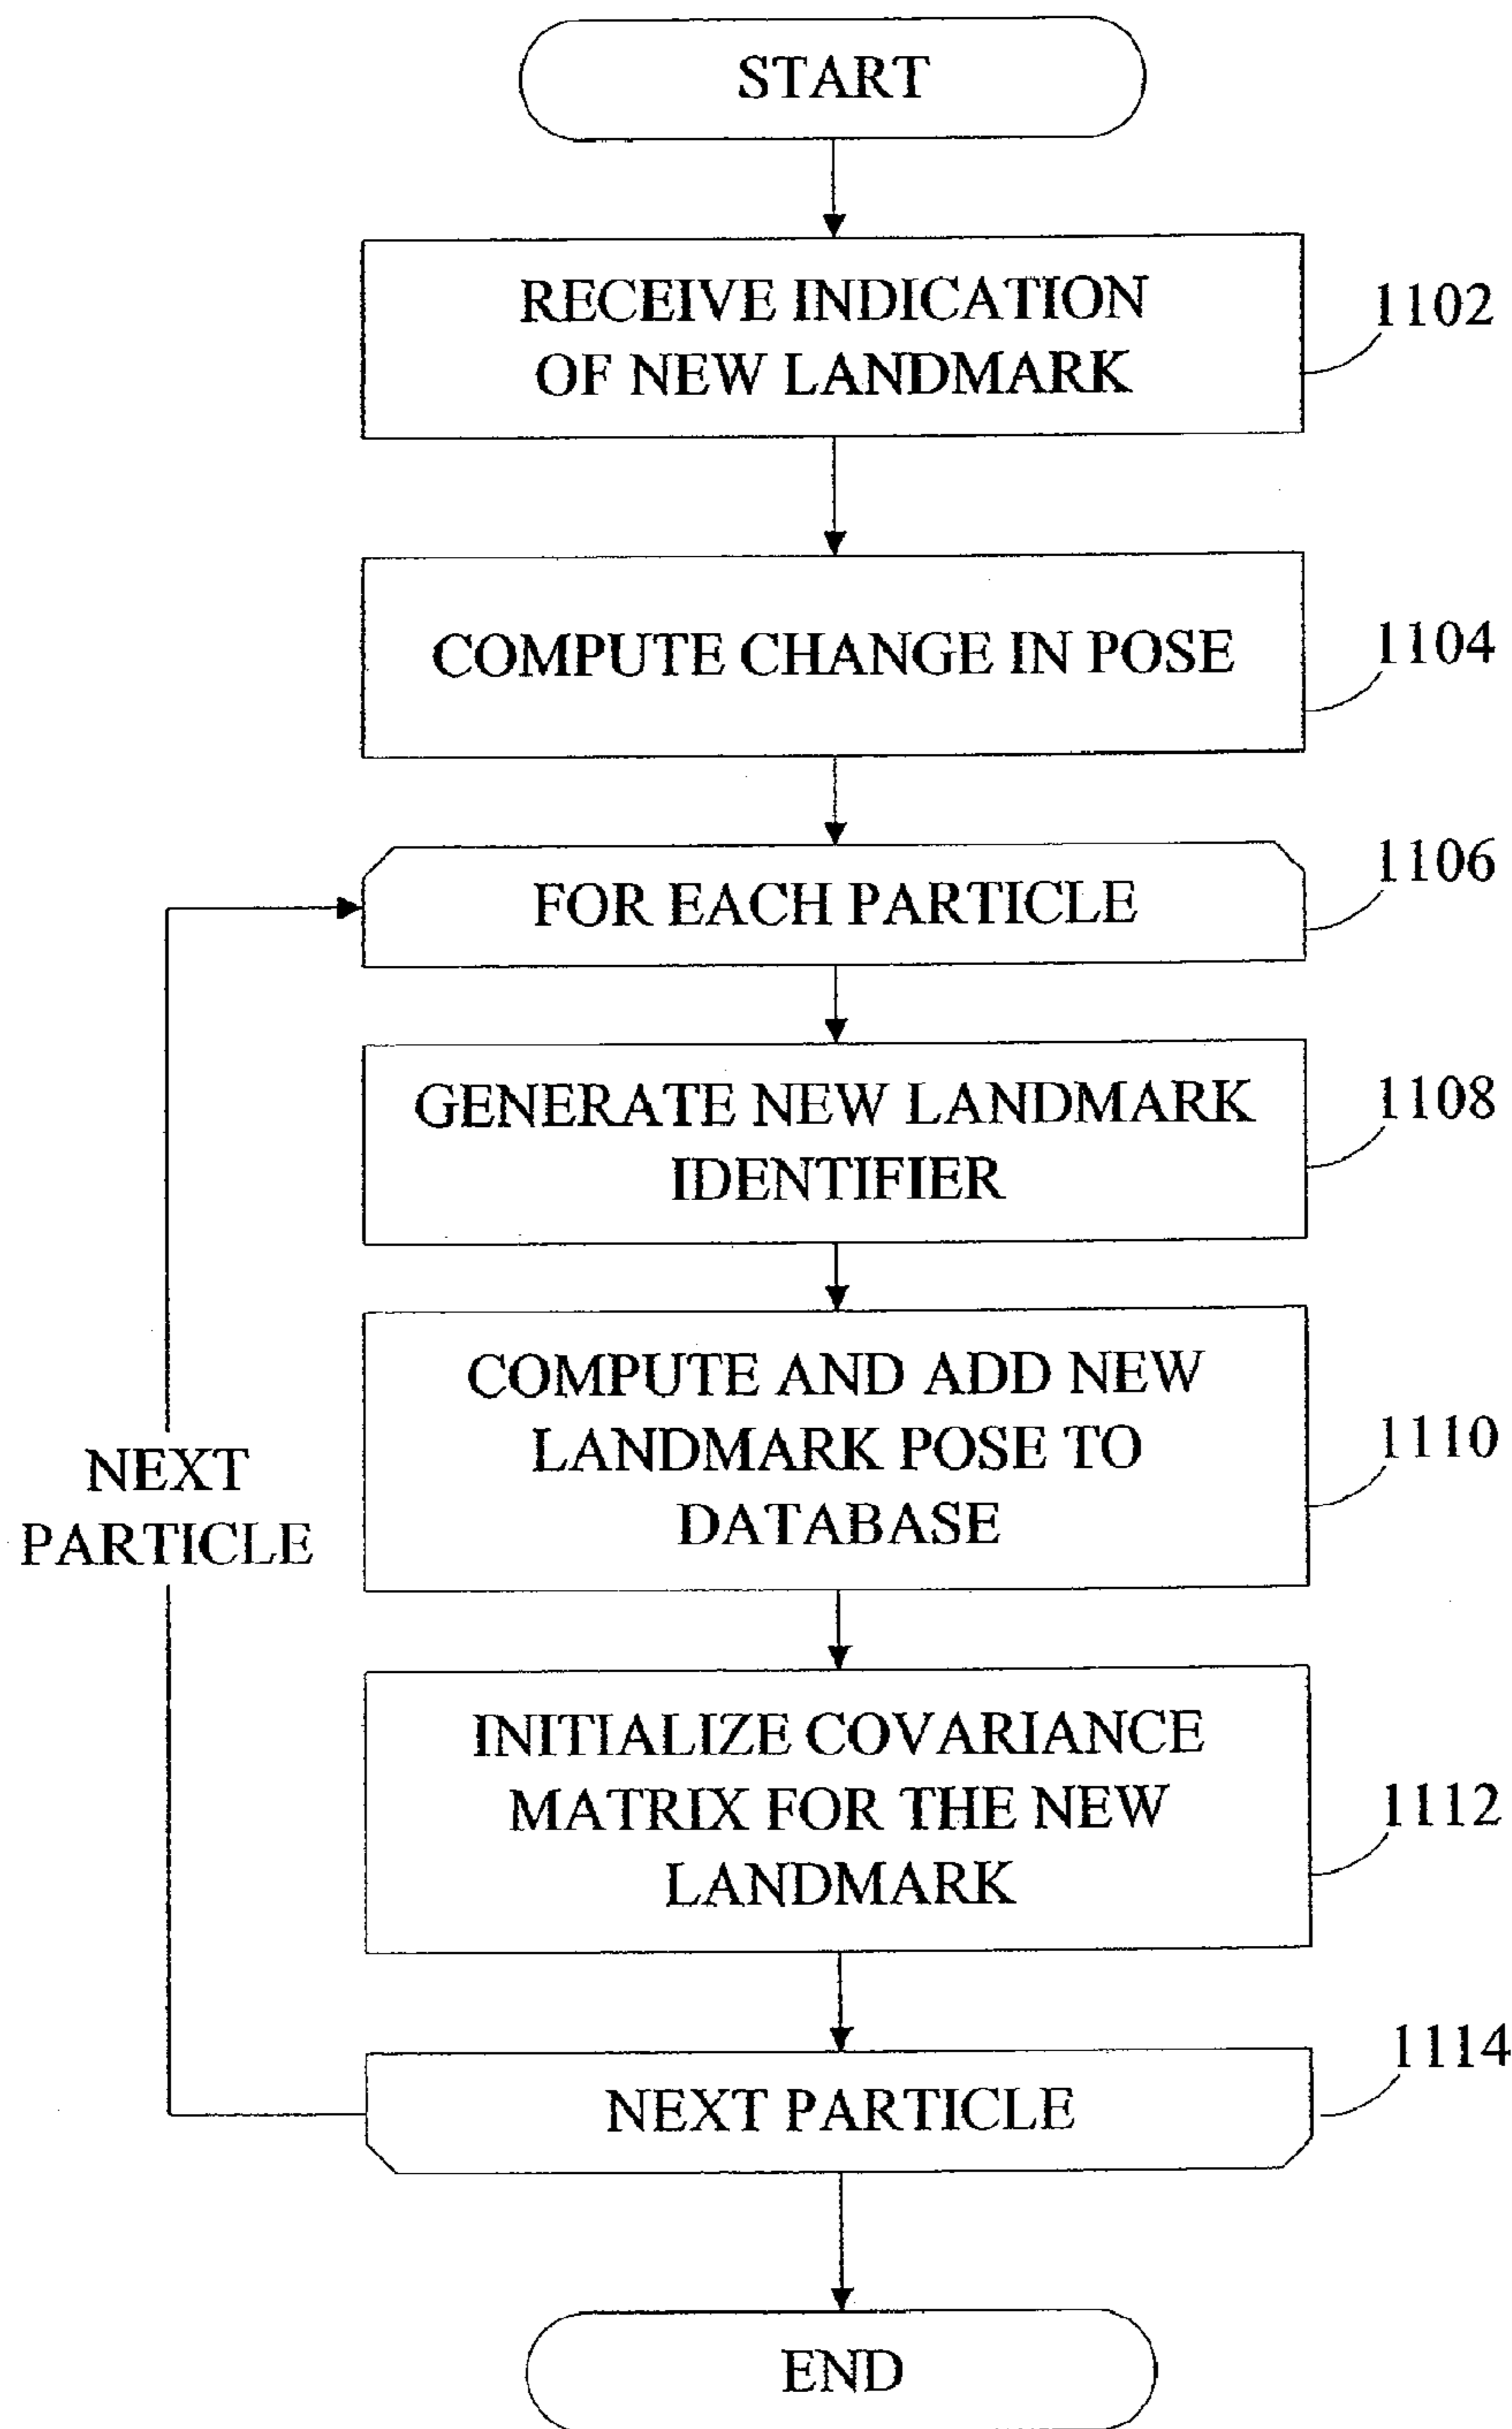 START
RECEIVE INDICATION
OF NEW LANDMARK
1102
COMPUTE CHANGE IN POSE
1104
FOR EACH PARTICLE
1106
GENERATE NEW LANDMARK
IDENTIFIER
1108
COMPUTE AND ADD NEW
LANDMARK POSE TO
DATABASE
1110
NEXT
PARTICLE
INITIALIZE COVARIANCE
MATRIX FOR THE NEW
LANDMARK
1112
NEXT PARTICLE
1114
END